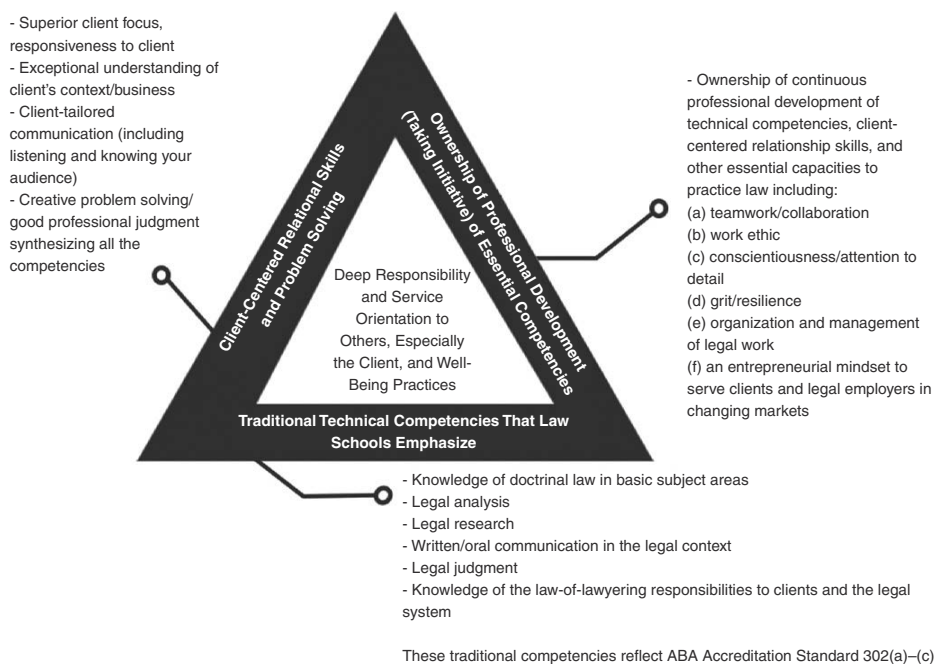 - Superior client focus,
responsiveness to client
- Exceptional understanding of
client's context/business
- Client-tailored
communication (including
listening and knowing your
audience)
- Creative problem solving/
good professional judgment
synthesizing all the
competencies
Client-Centered Relational Skills
and Problem Solving
Ownership of Professional Development
(Taking Initiative) of Essential Competencies
- Ownership of continuous
professional development of
technical competencies, client-
centered relationship skills, and
other essential capacities to
practice law including:
(a) teamwork/collaboration
(b) work ethic
(c) conscientiousness/attention to
detail
(d) grit/resilience
(e) organization and management
of legal work
(f) an entrepreneurial mindset to
serve clients and legal employers in
changing markets
Deep Responsibility
and Service
Orientation to
Others, Especially
the Client, and Well-
Being Practices
Traditional Technical Competencies That Law
Schools Emphasize
- Knowledge of doctrinal law in basic subject areas
- Legal analysis
- Legal research
- Written/oral communication in the legal context
- Legal judgment
- Knowledge of the law-of-lawyering responsibilities to clients and the legal
system
These traditional competencies reflect ABA Accreditation Standard 302(a)–(c)